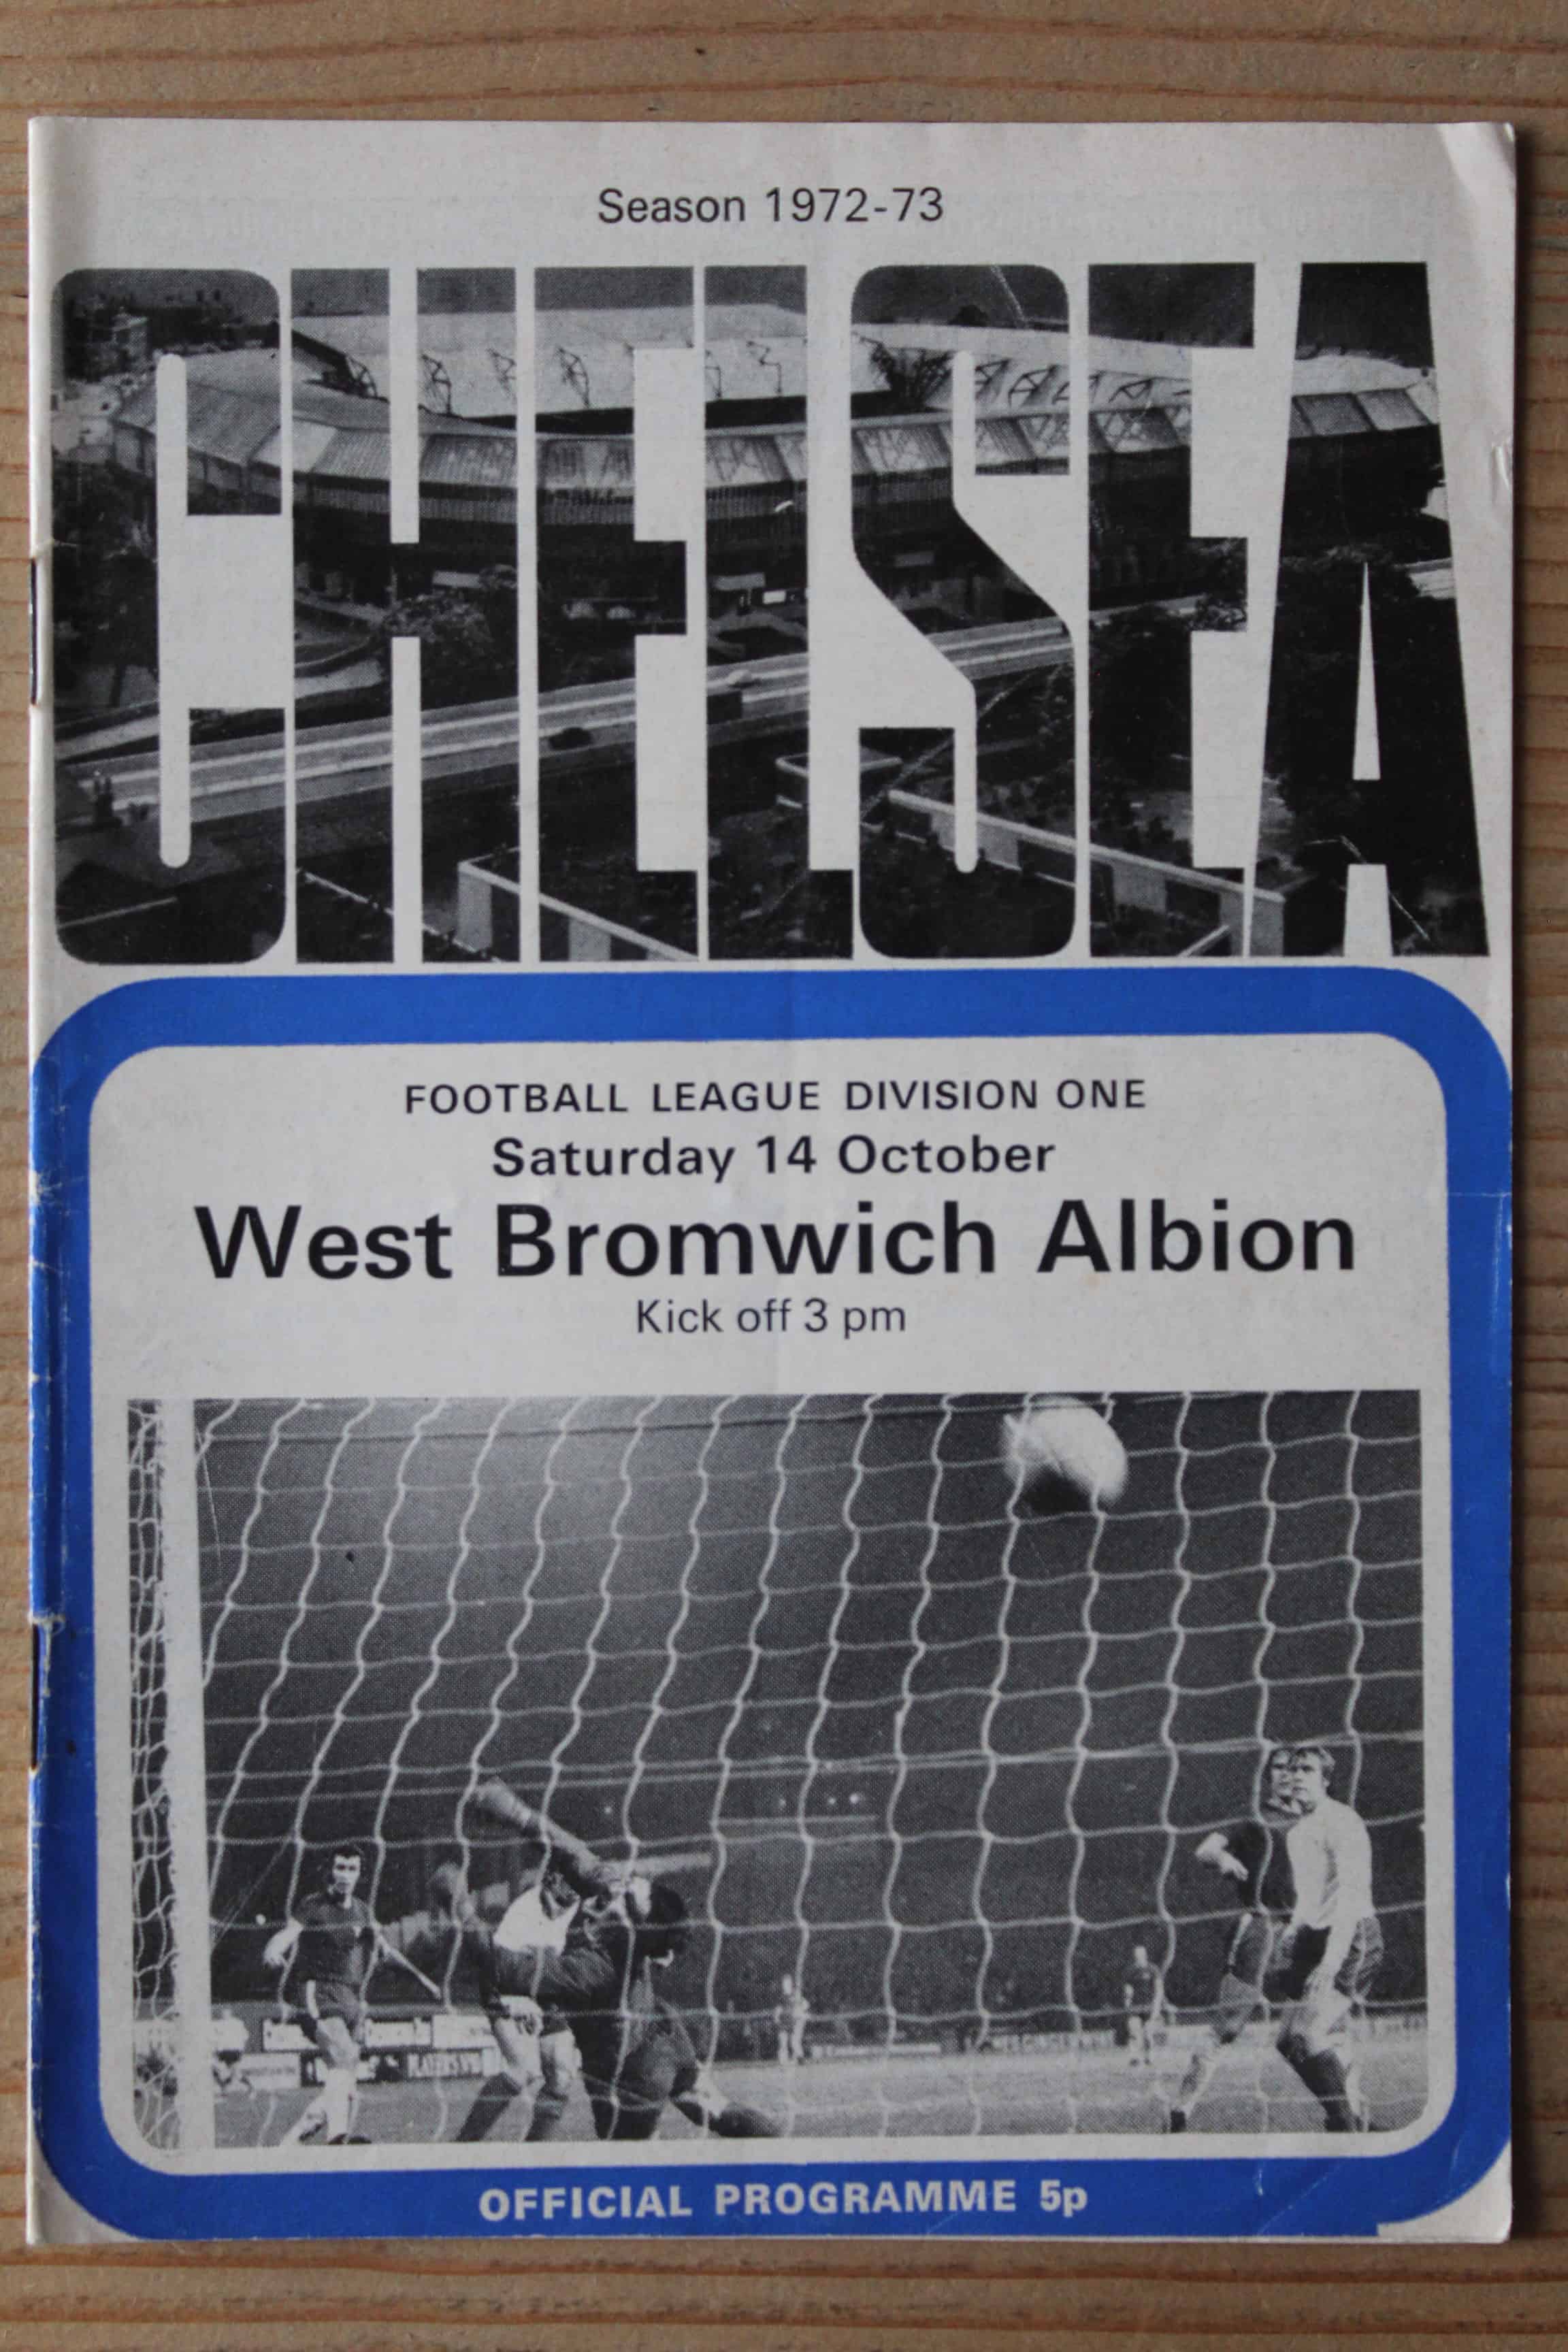 Season 1972-73
CHELSEA
FOOTBALL LEAGUE DIVISION ONE
Saturday 14 October
West Bromwich Albion
Kick off 3 pm
OFFICIAL PROGRAMME 5p